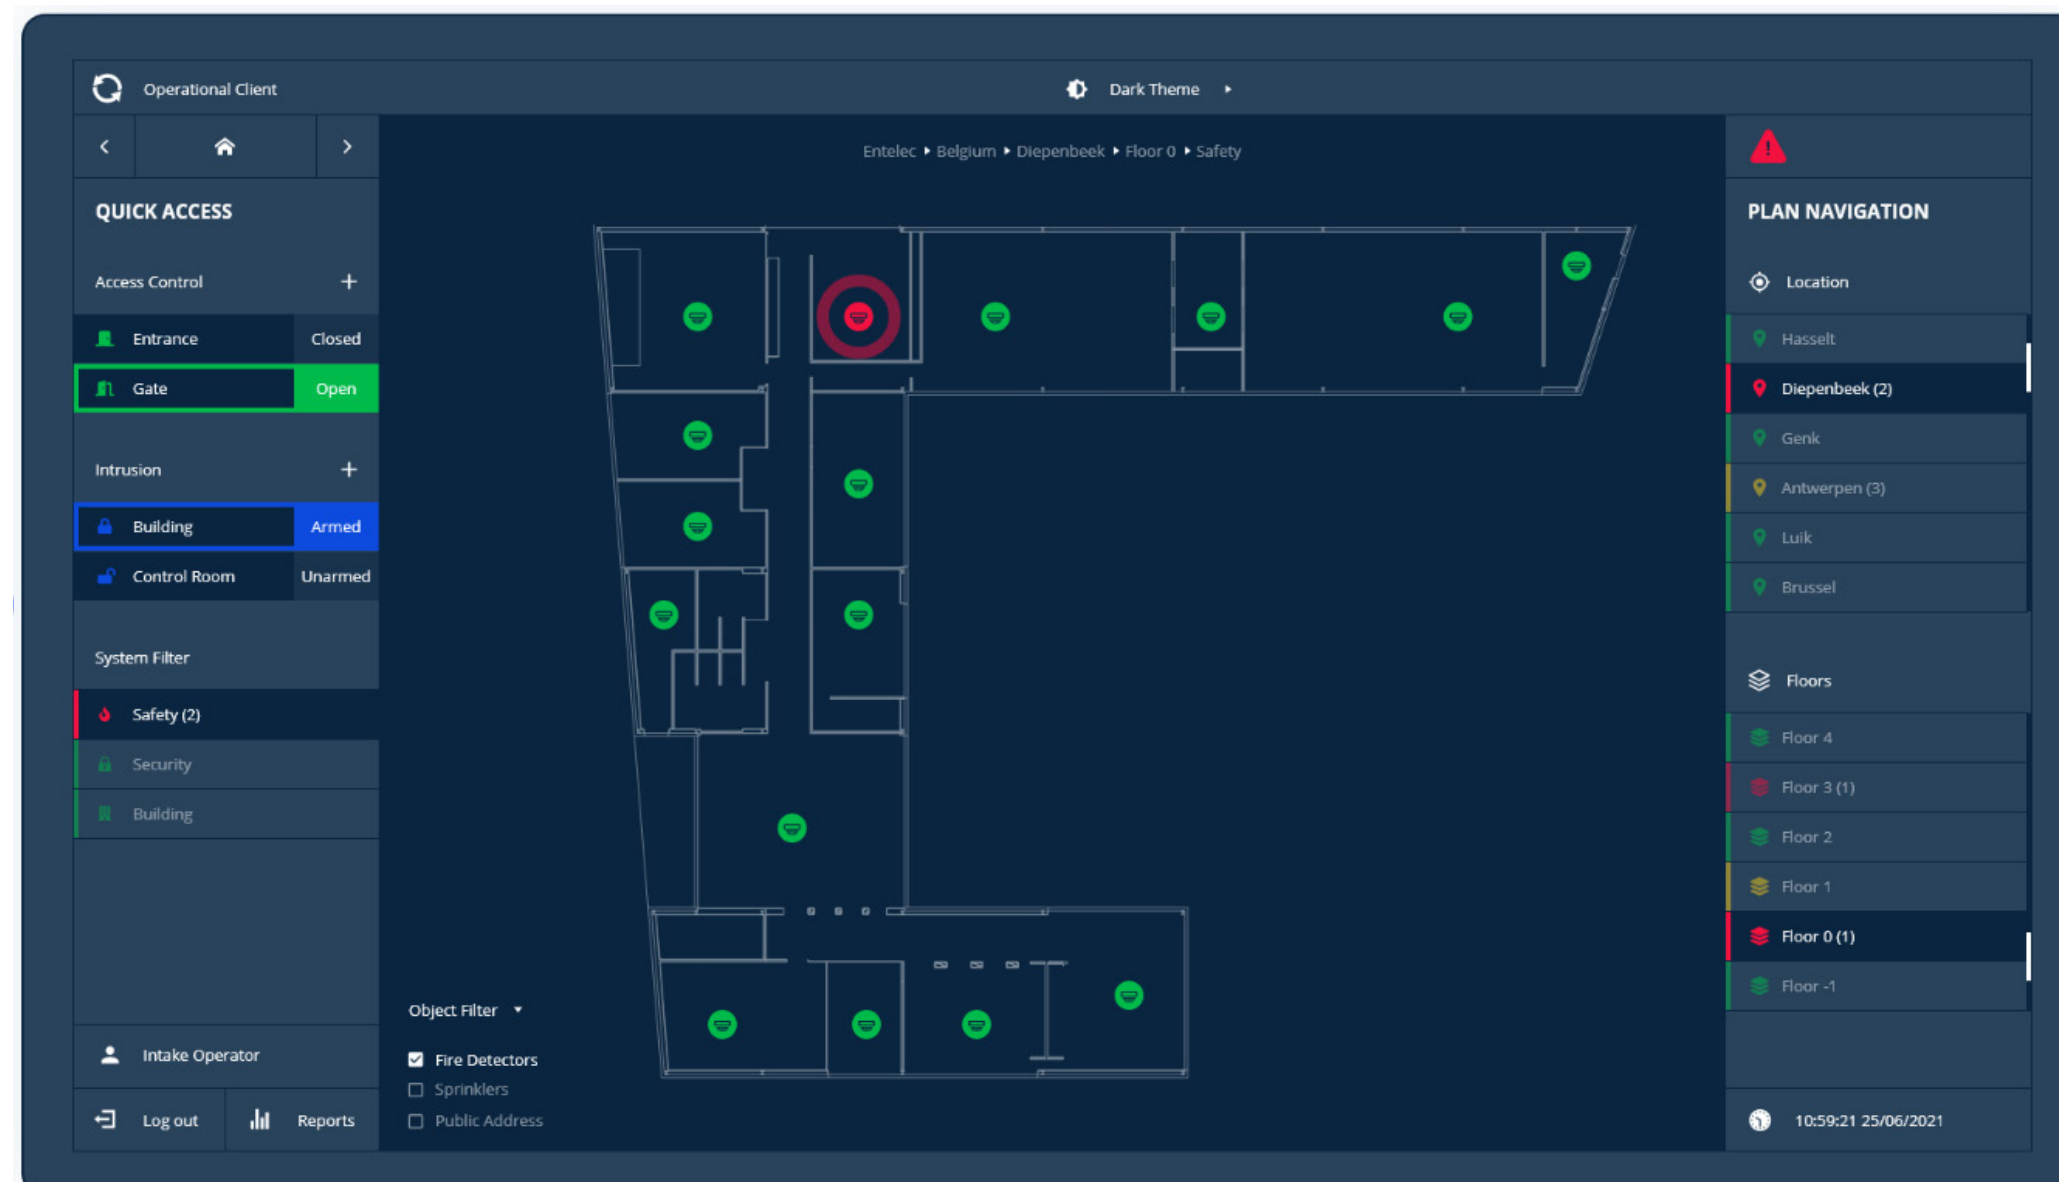 Operational Client
Dark Theme
Entelec ▸ Belgium ▸ Diepenbeek ▸ Floor 0 ▸ Safety
QUICK ACCESS
Access Control +
Entrance Closed
Gate Open
Intrusion +
Building Armed
Control Room Unarmed
System Filter
Safety (2)
Security
Building
Intake Operator
Log out Reports
Object Filter
Fire Detectors
Sprinklers
Public Address
PLAN NAVIGATION
Location
Hasselt
Diepenbeek (2)
Genk
Antwerpen (3)
Luik
Brussel
Floors
Floor 4
Floor 3 (1)
Floor 2
Floor 1
Floor 0 (1)
Floor -1
10:59:21 25/06/2021